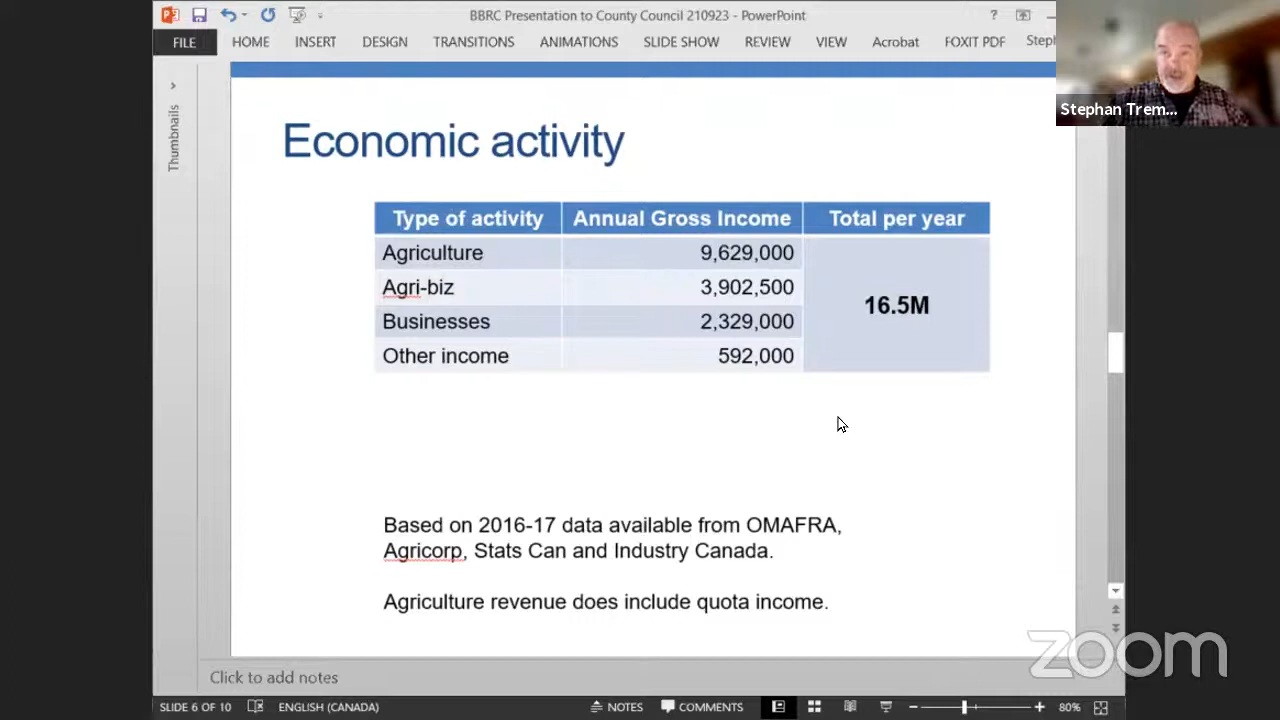 BBRC Presentation to County Council 210923 - PowerPoint
?
FILE HOME INSERT DESIGN TRANSITIONS ANIMATIONS SLIDE SHOW REVIEW VIEW Acrobat FOXIT PDF Steph
Stephan Trem...
Thumbnails
Economic activity
Type of activity Annual Gross Income Total per year
Agriculture 9,629,000
Agri-biz 3,902,500
16.5M
Businesses 2,329,000
Other income 592,000
Based on 2016-17 data available from OMAFRA,
Agricorp, Stats Can and Industry Canada.
Agriculture revenue does include quota income.
zoom
Click to add notes
SLIDE 6 OF 10 ENGLISH (CANADA) NOTES COMMENTS 80%